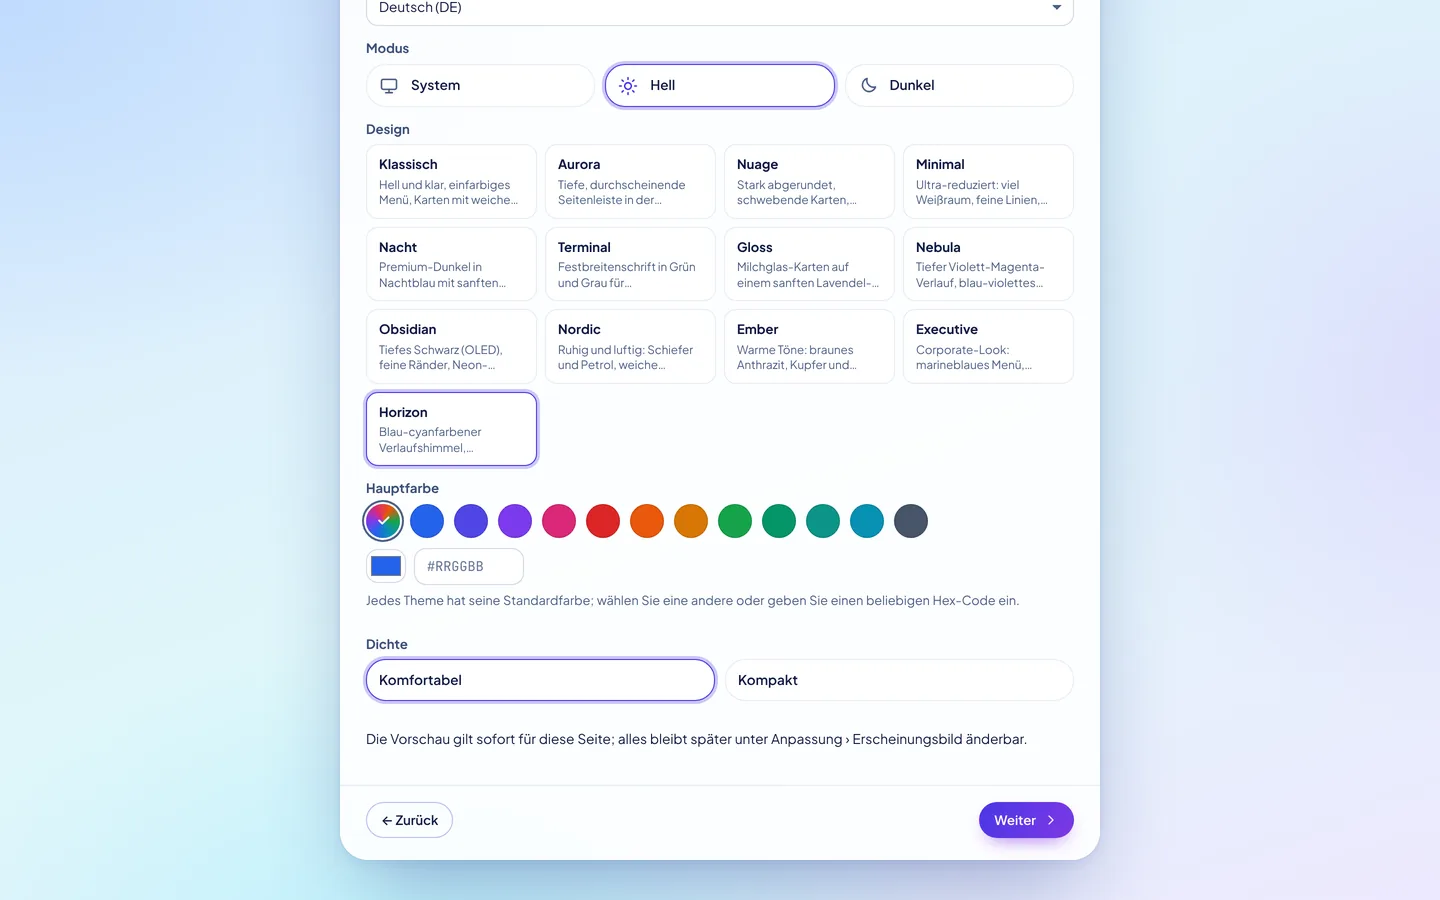 Deutsch (DE)
Modus
System
Hell
Dunkel
Design
Klassisch
Hell und klar, einfarbiges
Menü, Karten mit weiche…
Aurora
Tiefe, durchscheinende
Seitenleiste in der…
Nuage
Stark abgerundet,
schwebende Karten,…
Minimal
Ultra-reduziert: viel
Weißraum, feine Linien,…
Nacht
Premium-Dunkel in
Nachtblau mit sanften…
Terminal
Festbreitenschrift in Grün
und Grau für…
Gloss
Milchglas-Karten auf
einem sanften Lavendel-…
Nebula
Tiefer Violett-Magenta-
Verlauf, blau-violettes…
Obsidian
Tiefes Schwarz (OLED),
feine Ränder, Neon-…
Nordic
Ruhig und luftig: Schiefer
und Petrol, weiche…
Ember
Warme Töne: braunes
Anthrazit, Kupfer und…
Executive
Corporate-Look:
marineblaues Menü,…
Horizon
Blau-cyanfarbener
Verlaufshimmel,…
Hauptfarbe
#RRGGBB
Jedes Theme hat seine Standardfarbe; wählen Sie eine andere oder geben Sie einen beliebigen Hex-Code ein.
Dichte
Komfortabel
Kompakt
Die Vorschau gilt sofort für diese Seite; alles bleibt später unter Anpassung › Erscheinungsbild änderbar.
← Zurück
Weiter